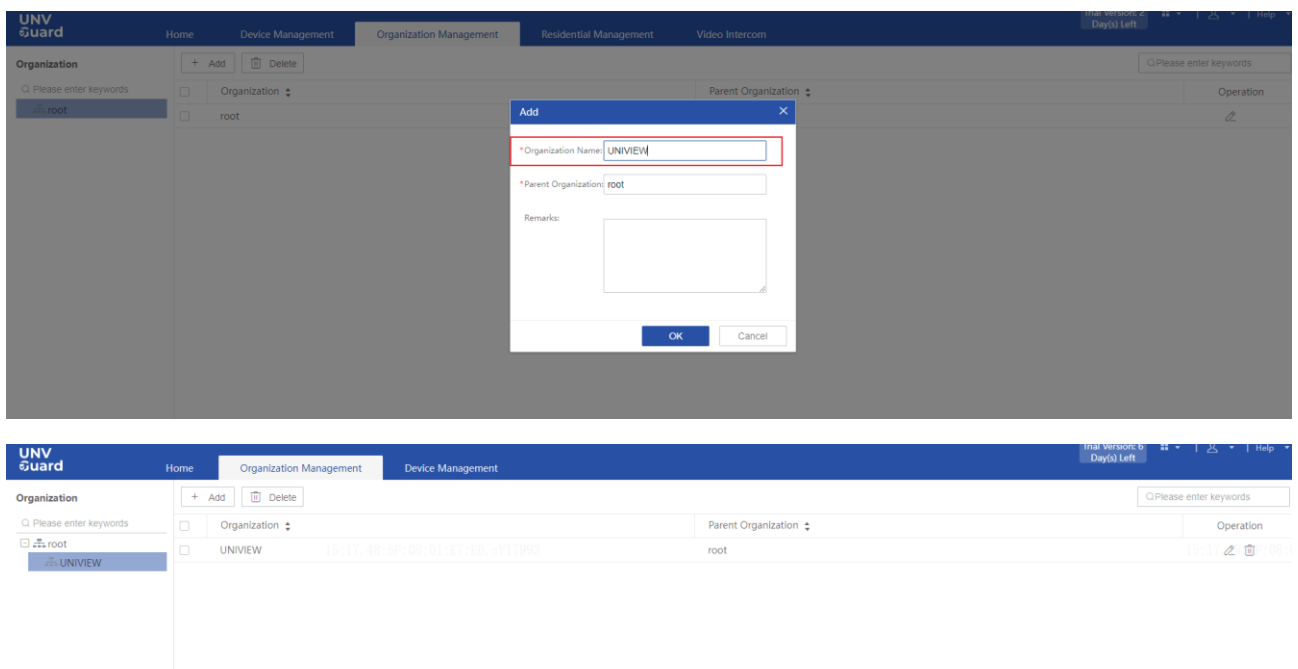 UNV
Guard
Home Device Management Organization Management Residential Management Video Intercom
Trial Version: 2
Day(s) Left
Help
Organization
+ Add Delete
Please enter keywords
Please enter keywords
Organization Parent Organization Operation
root
root
Add
*Organization Name: UNIVIEW
*Parent Organization: root
Remarks:
OK Cancel
UNV
Guard
Home Organization Management Device Management
Trial Version: 6
Day(s) Left
Help
Organization
+ Add Delete
Please enter keywords
Please enter keywords
Organization Parent Organization Operation
root
UNIVIEW root
UNIVIEW